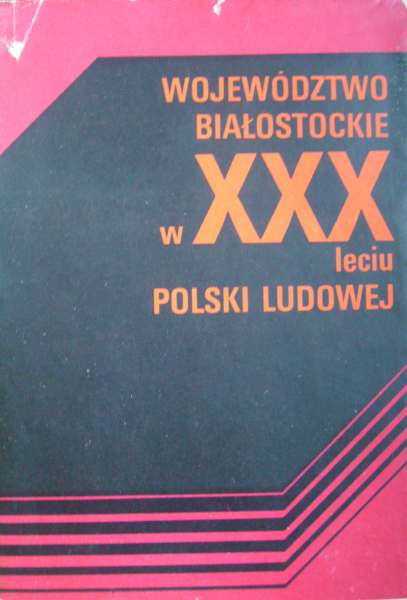 WOJEWÓDZTWO
BIAŁOSTOCKIE
w XXX
leciu
POLSKI LUDOWEJ